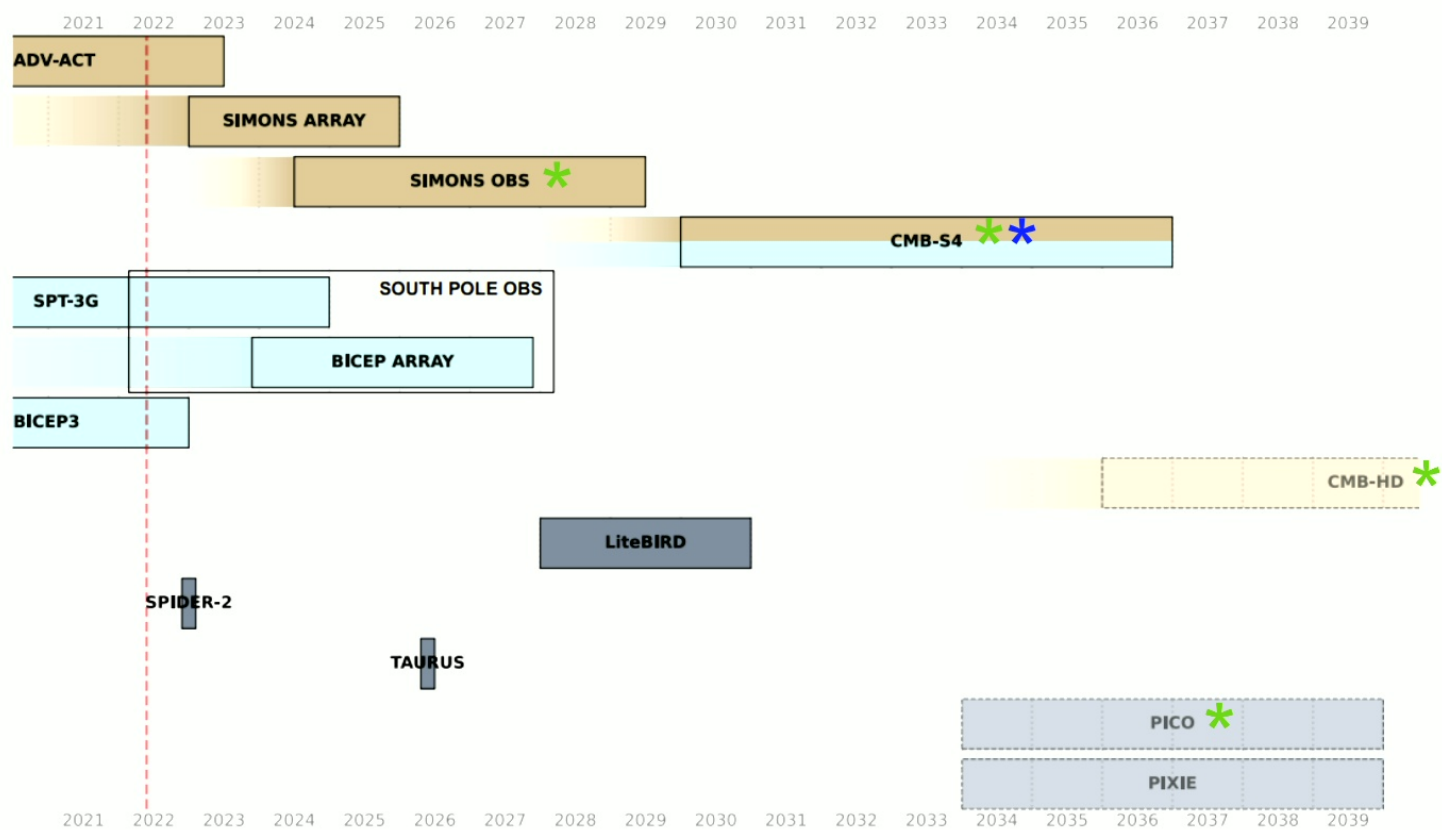 2021 2022 2023 2024 2025 2026 2027 2028 2029 2030 2031 2032 2033 2034 2035 2036 2037 2038 2039
ADV-ACT
SIMONS ARRAY
SIMONS OBS *
CMB-S4 * *
SOUTH POLE OBS
SPT-3G
BICEP ARRAY
BICEP3
CMB-HD *
LiteBIRD
SPIDER-2
TAURUS
PICO *
PIXIE
2021 2022 2023 2024 2025 2026 2027 2028 2029 2030 2031 2032 2033 2034 2035 2036 2037 2038 2039